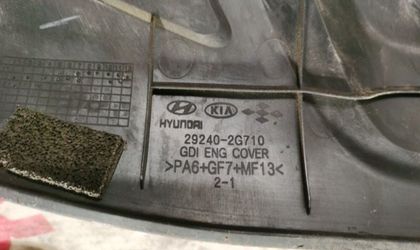 HYUNDAI KIA
29240-2G710
GDI ENG COVER
>PA6+GF7+MF13<
2-1